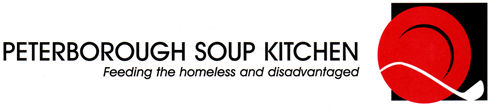 PETERBOROUGH SOUP KITCHEN
Feeding the homeless and disadvantaged